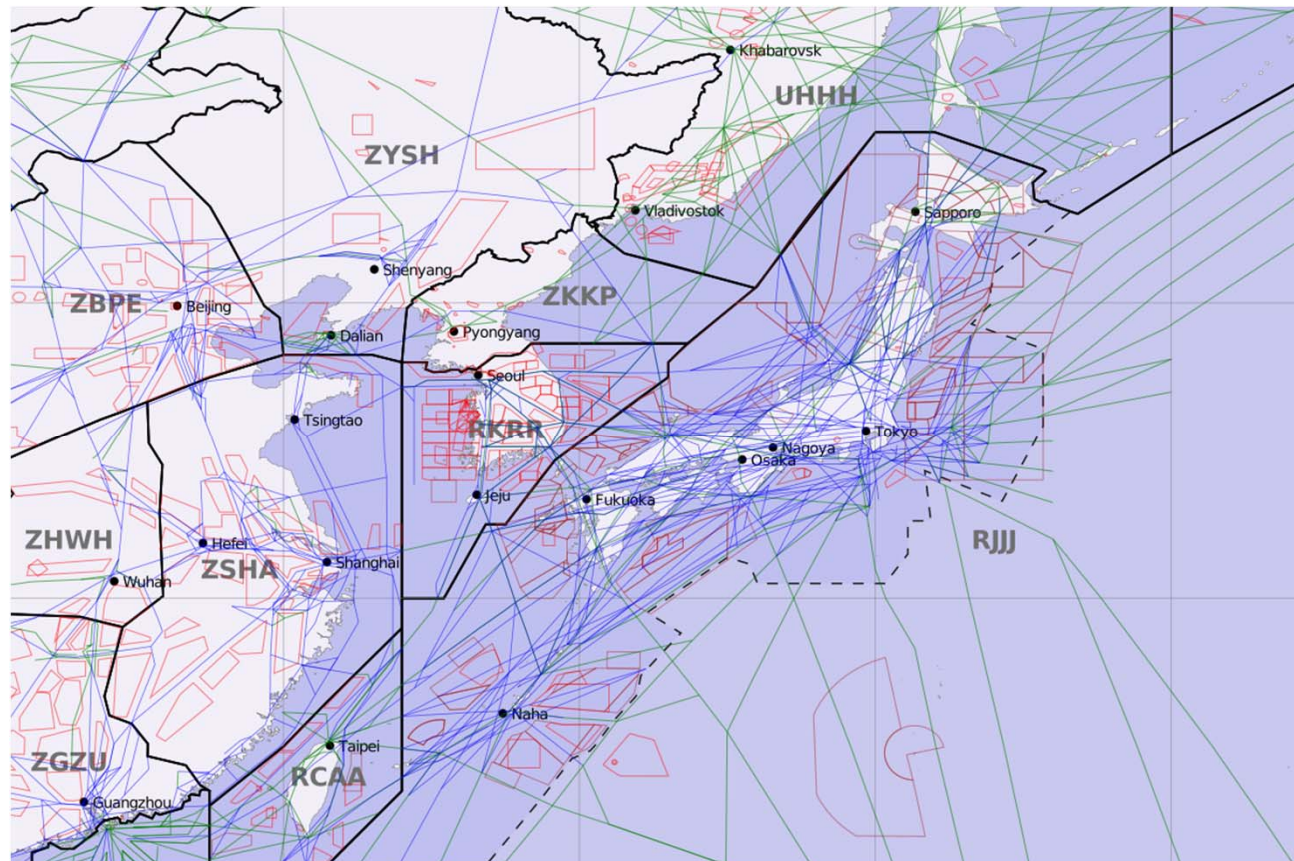 Khabarovsk
UHHH
ZYSH
Vladivostok
Sapporo
Shenyang
ZKKP
ZBPE
Beijing
Dalian
Pyongyang
Seoul
Tsingtao
RKRR
Tokyo
Nagoya
Osaka
Jeju
Fukuoka
ZHWH
Hefei
RJJJ
Shanghai
ZSHA
Wuhan
Naha
Taipei
ZGZU
RCAA
Guangzhou